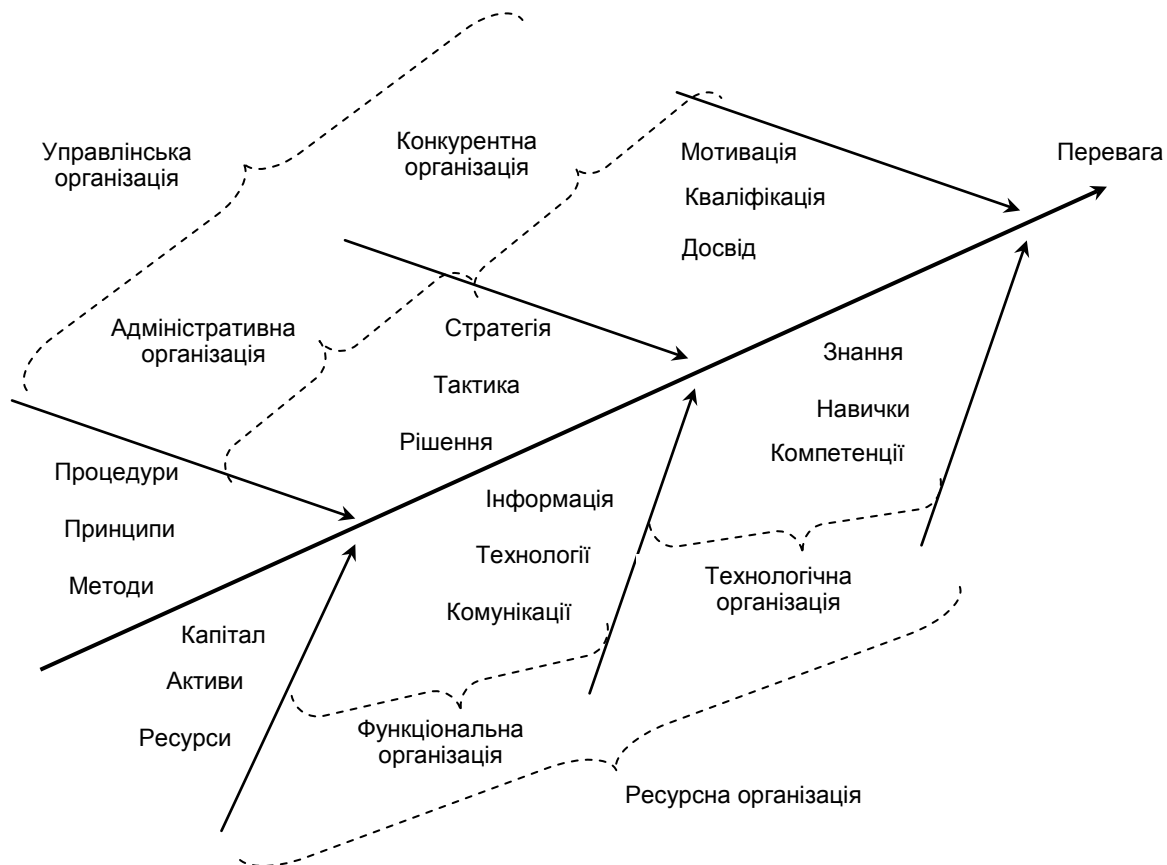 Управлінська
організація
Конкурентна
організація
Мотивація
Кваліфікація
Досвід
Перевага
Адміністративна
організація
Стратегія
Тактика
Рішення
Знання
Навички
Компетенції
Процедури
Принципи
Методи
Інформація
Технології
Комунікації
Технологічна
організація
Капітал
Активи
Ресурси
Функціональна
організація
Ресурсна організація